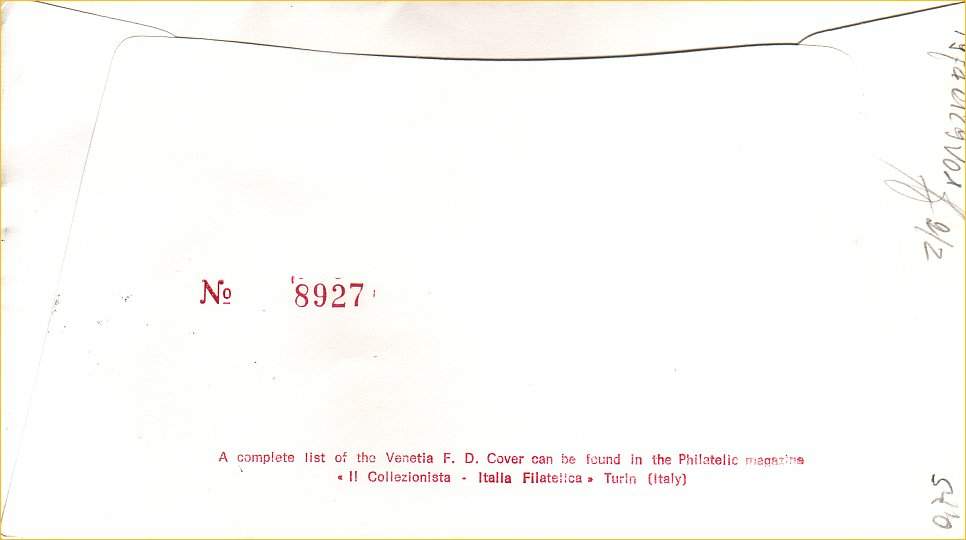 № 8927
A complete list of the Venetia F. D. Cover can be found in the Philatelic magazine
« Il Collezionista - Italia Filatelica » Turin (Italy)